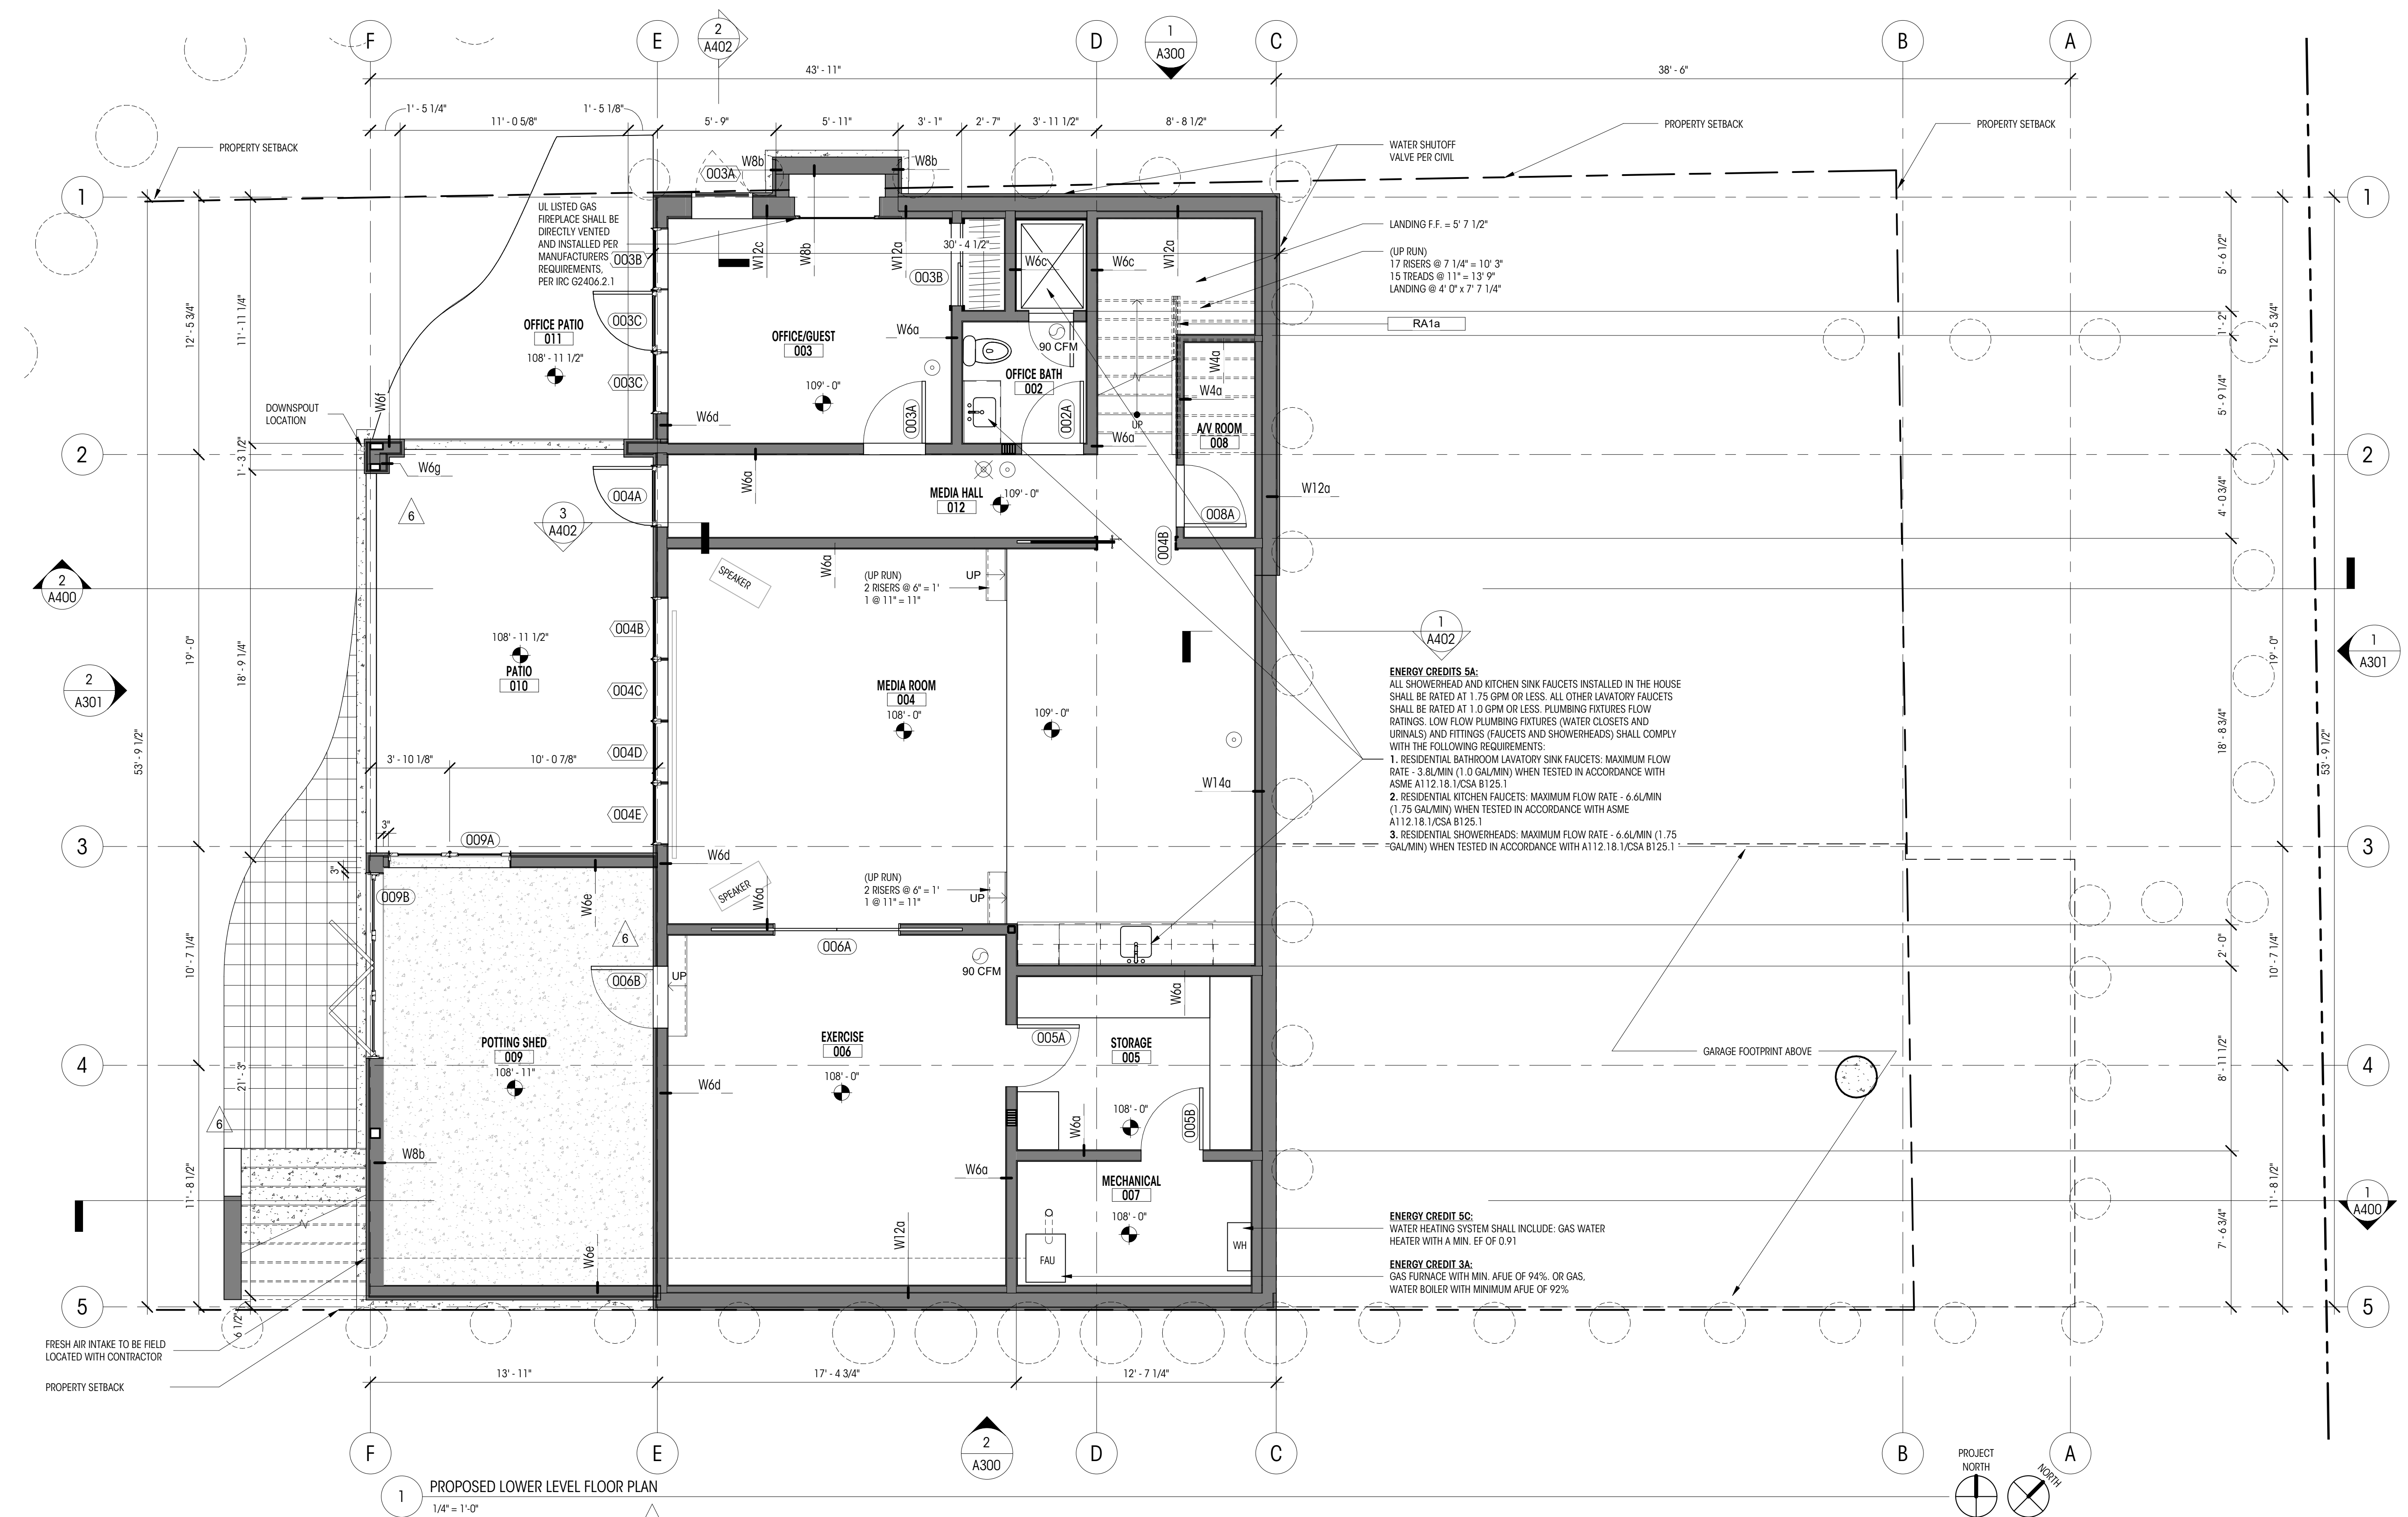 F
E
2
A402
D
1
A300
C
B
A
43' - 11"
38' - 6"
1' - 5 1/4"
11' - 0 5/8"
1' - 5 1/8"
5' - 9"
5' - 11"
3' - 1"
2' - 7"
3' - 11 1/2"
8' - 8 1/2"
PROPERTY SETBACK
PROPERTY SETBACK
PROPERTY SETBACK
WATER SHUTOFF
VALVE PER CIVIL
W8b
003A
W8b
1
1
UL LISTED GAS
FIREPLACE SHALL BE
DIRECTLY VENTED
AND INSTALLED PER
MANUFACTURERS
REQUIREMENTS,
PER IRC G2406.2.1
003B
W12c
W8b
W12a
30' - 4 1/2"
003B
W6c
W6c
W12a
LANDING F.F. = 5' 7 1/2"
(UP RUN)
17 RISERS @ 7 1/4" = 10' 3"
15 TREADS @ 11" = 13' 9"
LANDING @ 4' 0" x 7' 7 1/4"
RA1a
5' - 6 1/2"
1' - 2"
12' - 5 3/4"
5' - 9 1/4"
12' - 5 3/4"
11' - 11 1/4"
OFFICE PATIO
011
108' - 11 1/2"
003C
003C
OFFICE/GUEST
003
109' - 0"
W6a
90 CFM
OFFICE BATH
002
W4a
W4a
A/V ROOM
008
UP
W6a
003A
002A
W6d
DOWNSPOUT
LOCATION
W6f
W6g
2
2
1' - 3 1/2"
6
004A
3
A402
W6a
MEDIA HALL
012
109' - 0"
008A
004B
W12a
4' - 0 3/4"
2
A400
SPEAKER
W6a
(UP RUN)
2 RISERS @ 6" = 1'
1 @ 11" = 11"
UP
108' - 11 1/2"
PATIO
010
004B
004C
004D
004E
MEDIA ROOM
004
108' - 0"
109' - 0"
W14a
1
A402
2
A301
1
A301
19' - 0"
18' - 9 1/4"
53' - 9 1/2"
19' - 0"
18' - 8 3/4"
53' - 9 1/2"
ENERGY CREDITS 5A:
ALL SHOWERHEAD AND KITCHEN SINK FAUCETS INSTALLED IN THE HOUSE
SHALL BE RATED AT 1.75 GPM OR LESS. ALL OTHER LAVATORY FAUCETS
SHALL BE RATED AT 1.0 GPM OR LESS. PLUMBING FIXTURES FLOW
RATINGS. LOW FLOW PLUMBING FIXTURES (WATER CLOSETS AND
URINALS) AND FITTINGS (FAUCETS AND SHOWERHEADS) SHALL COMPLY
WITH THE FOLLOWING REQUIREMENTS:
1. RESIDENTIAL BATHROOM LAVATORY SINK FAUCETS: MAXIMUM FLOW
RATE - 3.8L/MIN (1.0 GAL/MIN) WHEN TESTED IN ACCORDANCE WITH
ASME A112.18.1/CSA B125.1
2. RESIDENTIAL KITCHEN FAUCETS: MAXIMUM FLOW RATE - 6.6L/MIN
(1.75 GAL/MIN) WHEN TESTED IN ACCORDANCE WITH ASME
A112.18.1/CSA B125.1
3. RESIDENTIAL SHOWERHEADS: MAXIMUM FLOW RATE - 6.6L/MIN (1.75
GAL/MIN) WHEN TESTED IN ACCORDANCE WITH A112.18.1/CSA B125.1
3' - 10 1/8"
10' - 0 7/8"
3"
009A
3
3
3"
009B
W6e
W6d
SPEAKER
W6a
(UP RUN)
2 RISERS @ 6" = 1'
1 @ 11" = 11"
UP
006A
6
006B
UP
90 CFM
W6a
10' - 7 1/4"
2' - 0"
10' - 7 1/4"
POTTING SHED
009
108' - 11"
EXERCISE
006
108' - 0"
005A
STORAGE
005
108' - 0"
005B
W6a
GARAGE FOOTPRINT ABOVE
4
4
21' - 3"
6
W6d
8' - 11 1/2"
W8b
W6a
MECHANICAL
007
108' - 0"
11' - 8 1/2"
11' - 8 1/2"
7' - 6 3/4"
1
A400
W6e
W12a
FAU
WH
ENERGY CREDIT 5C:
WATER HEATING SYSTEM SHALL INCLUDE: GAS WATER
HEATER WITH A MIN. EF OF 0.91
ENERGY CREDIT 3A:
GAS FURNACE WITH MIN. AFUE OF 94%. OR GAS,
WATER BOILER WITH MINIMUM AFUE OF 92%
5
5
6 1/2"
FRESH AIR INTAKE TO BE FIELD
LOCATED WITH CONTRACTOR
PROPERTY SETBACK
13' - 11"
17' - 4 3/4"
12' - 7 1/4"
F
E
2
A300
D
C
B
A
PROJECT
NORTH
NORTH
1
PROPOSED LOWER LEVEL FLOOR PLAN
1/4" = 1'-0"